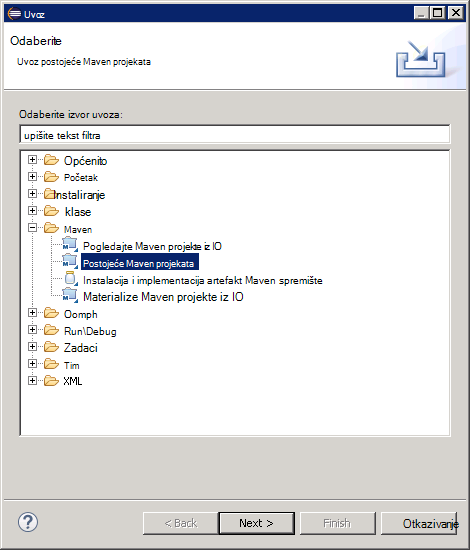 Uvoz
Odaberite
Uvoz postojeće Maven projekata
Odaberite izvor uvoza:
upišite tekst filtra
Općenito
Početak
Instaliranje
klase
Maven
Pogledajte Maven projekte iz IO
Postojeće Maven projekata
Instalacija i implementacija artefakt Maven spremište
Materialize Maven projekte iz IO
Oomph
Run\Debug
Zadaci
Tim
XML
< Back
Next >
Finish
Otkazivanje